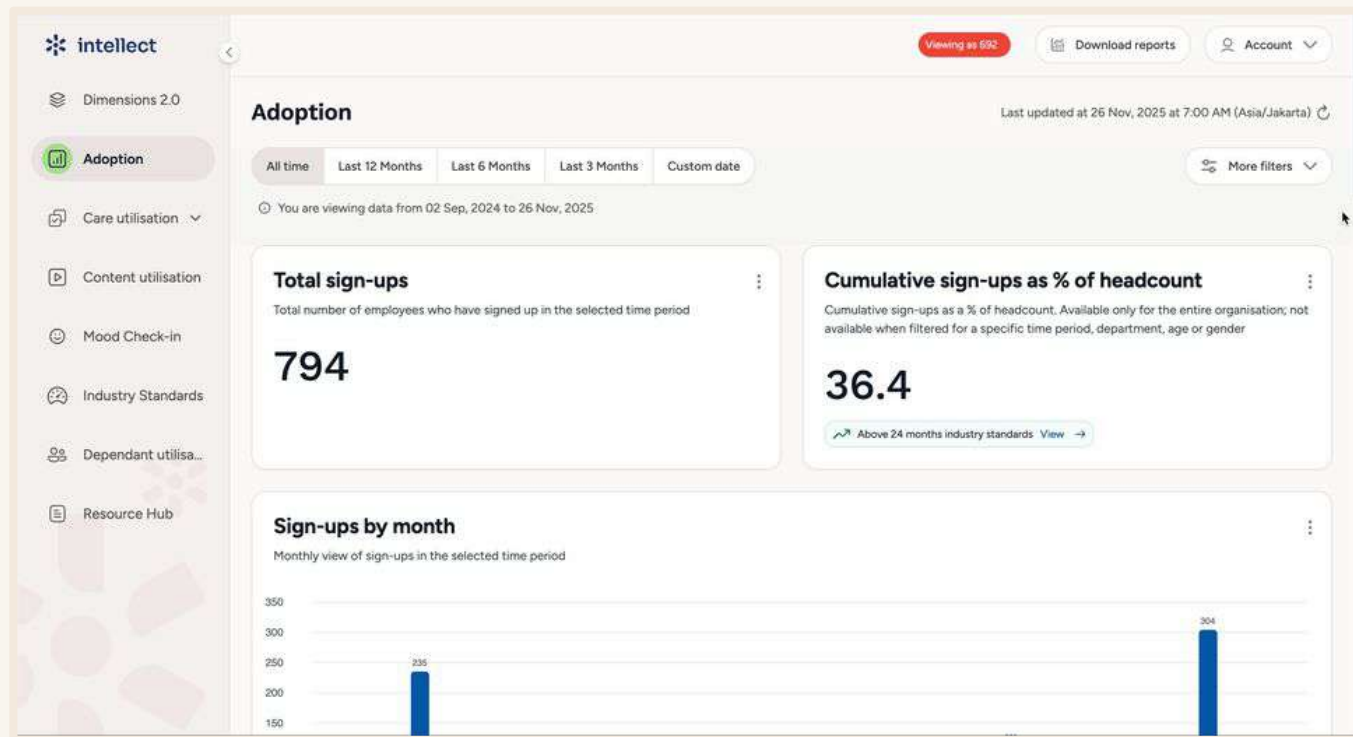 intellect
Viewing as 692
Download reports
Account
Dimensions 2.0
Adoption
Care utilisation
Content utilisation
Mood Check-in
Industry Standards
Dependant utilisa...
Resource Hub
Adoption
Last updated at 26 Nov, 2025 at 7:00 AM (Asia/Jakarta)
All time
Last 12 Months
Last 6 Months
Last 3 Months
Custom date
More filters
You are viewing data from 02 Sep, 2024 to 26 Nov, 2025
Total sign-ups
Total number of employees who have signed up in the selected time period
794
Cumulative sign-ups as % of headcount
Cumulative sign-ups as a % of headcount. Available only for the entire organisation; not
available when filtered for a specific time period, department, age or gender
36.4
Above 24 months industry standards View
Sign-ups by month
Monthly view of sign-ups in the selected time period
350
300
250
200
150
235
304